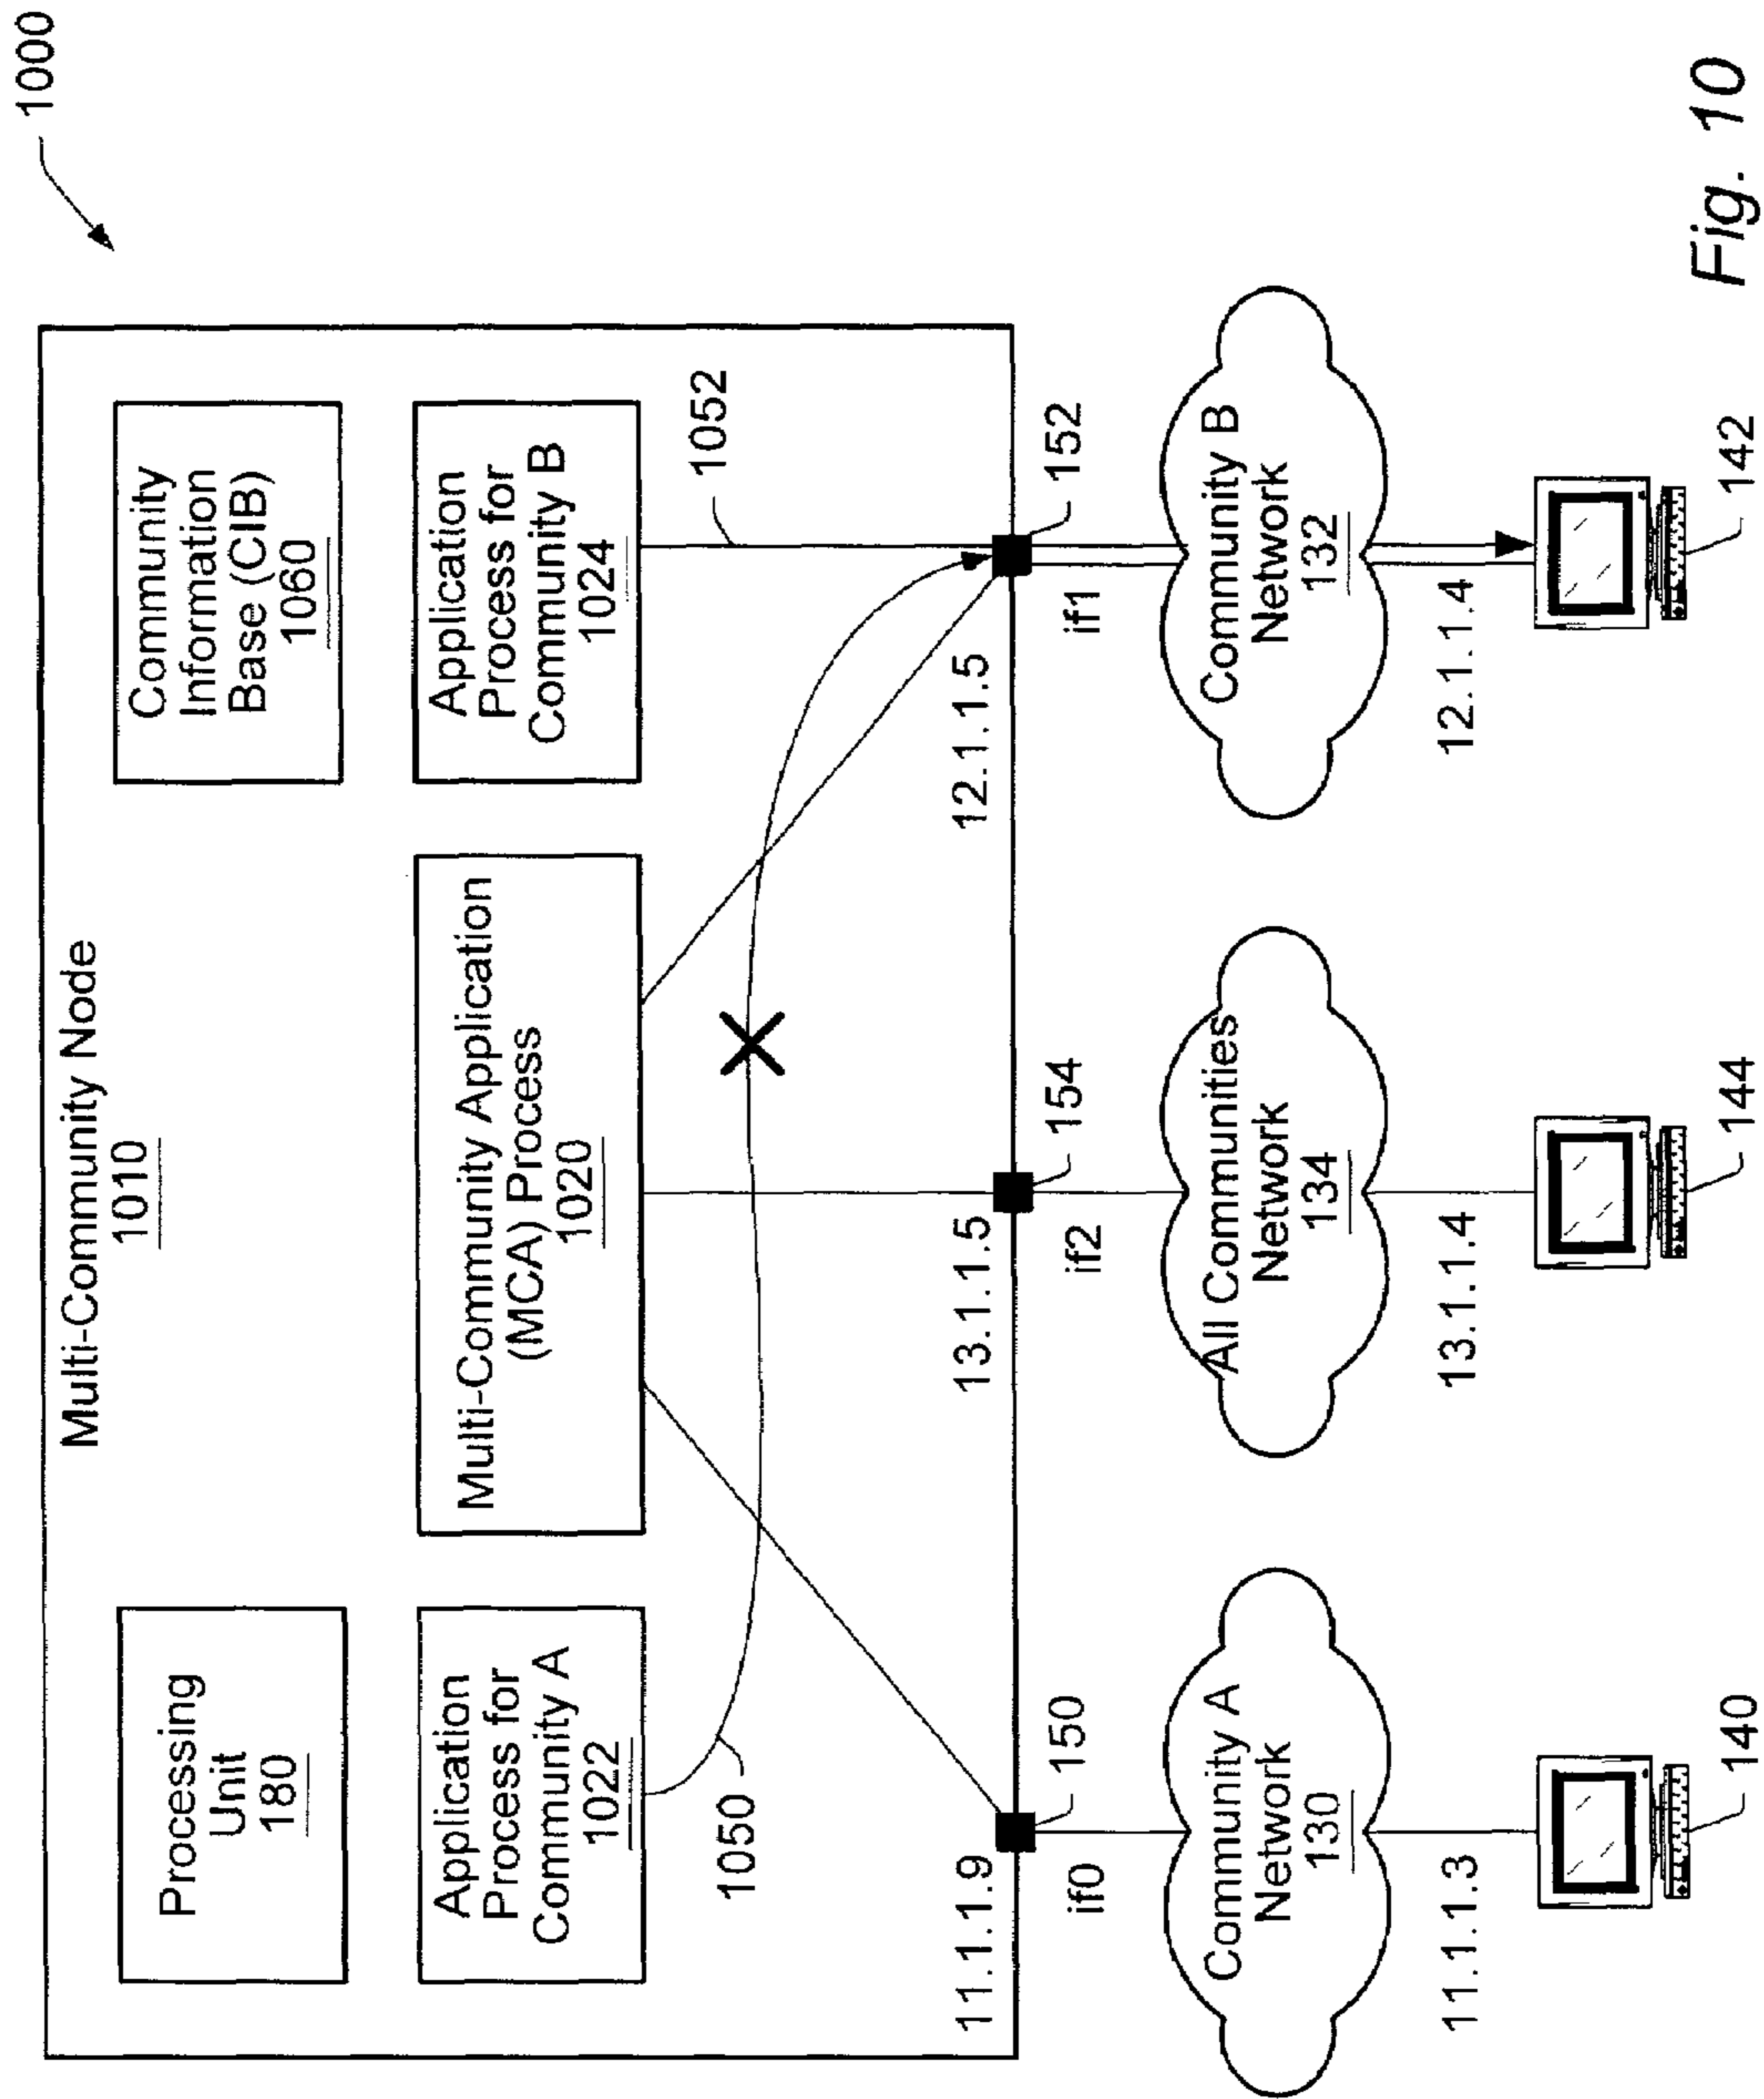 1000
Multi-Community Node
1010
Processing
Unit
180
Community
Information
Base (CIB)
1060
Application
Process for
Community A
1022
Multi-Community Application
(MCA) Process
1020
Application
Process for
Community B
1024
1050
1052
11.1.1.9
150
if0
13.1.1.5
154
if2
12.1.1.5
152
if1
Community A
Network
130
All Communities
Network
134
Community B
Network
132
11.1.1.3
13.1.1.4
12.1.1.4
140
144
142
Fig. 10